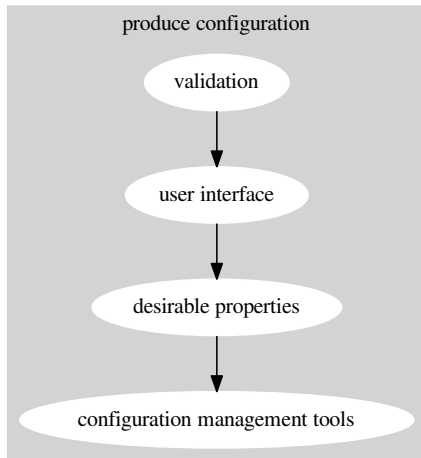 produce configuration
validation
user interface
desirable properties
configuration management tools